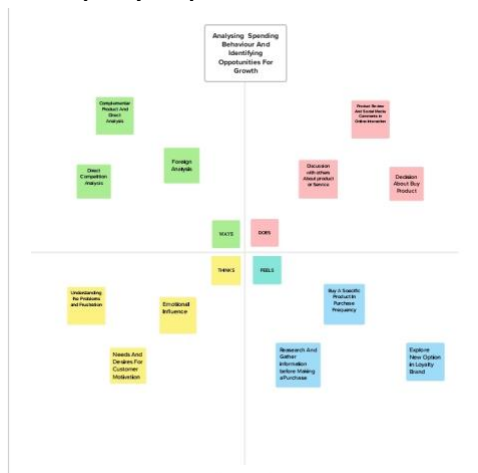 Analysing Spending
Behaviour And
Identifying
Oppotunities For
Growth
Complementar
Product And
Direct
Analysis
Foreign
Analysis
Direct
Competition
Analysis
SAYS
Product Review
And Social Media
Comments In
Online Interaction
Discussion
with others
About product
or Service
Decision
About Buy
Product
DOES
THINKS
Understanding
the Problems
and Frustration
Emotional
Influence
Needs And
Desires For
Customer
Motivation
FEELS
Buy A Specific
Product In
Purchase
Frequency
Research And
Gather
Information
before Making
a Purchase
Explore
New Option
in Loyalty
Brand